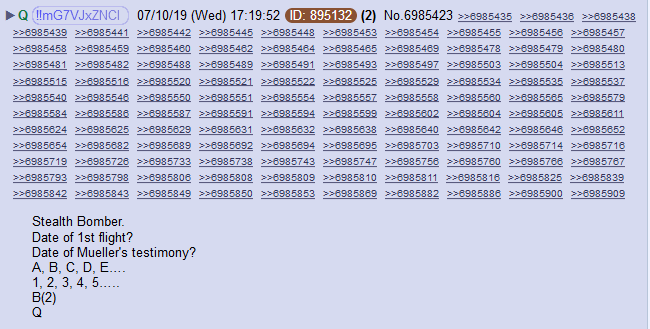 ▶ Q !!mG7VJxZNCI 07/10/19 (Wed) 17:19:52 ID: 895132 (2) No.6985423 >>6985435 >>6985436 >>6985438
>>6985439 >>6985441 >>6985442 >>6985445 >>6985448 >>6985453 >>6985454 >>6985455 >>6985456 >>6985457
>>6985458 >>6985459 >>6985460 >>6985462 >>6985464 >>6985465 >>6985469 >>6985478 >>6985479 >>6985480
>>6985481 >>6985482 >>6985488 >>6985489 >>6985491 >>6985493 >>6985497 >>6985503 >>6985504 >>6985513
>>6985515 >>6985516 >>6985520 >>6985521 >>6985522 >>6985525 >>6985529 >>6985534 >>6985535 >>6985537
>>6985540 >>6985546 >>6985550 >>6985551 >>6985554 >>6985557 >>6985558 >>6985560 >>6985565 >>6985579
>>6985584 >>6985586 >>6985587 >>6985591 >>6985594 >>6985599 >>6985602 >>6985604 >>6985605 >>6985611
>>6985624 >>6985625 >>6985629 >>6985631 >>6985632 >>6985638 >>6985640 >>6985642 >>6985646 >>6985652
>>6985654 >>6985682 >>6985689 >>6985692 >>6985694 >>6985695 >>6985703 >>6985710 >>6985714 >>6985716
>>6985719 >>6985726 >>6985733 >>6985738 >>6985743 >>6985747 >>6985756 >>6985760 >>6985766 >>6985767
>>6985793 >>6985798 >>6985806 >>6985808 >>6985809 >>6985810 >>6985811 >>6985816 >>6985825 >>6985839
>>6985842 >>6985843 >>6985849 >>6985850 >>6985853 >>6985869 >>6985882 >>6985886 >>6985900 >>6985909
Stealth Bomber.
Date of 1st flight?
Date of Mueller's testimony?
A, B, C, D, E....
1, 2, 3, 4, 5.....
B(2)
Q